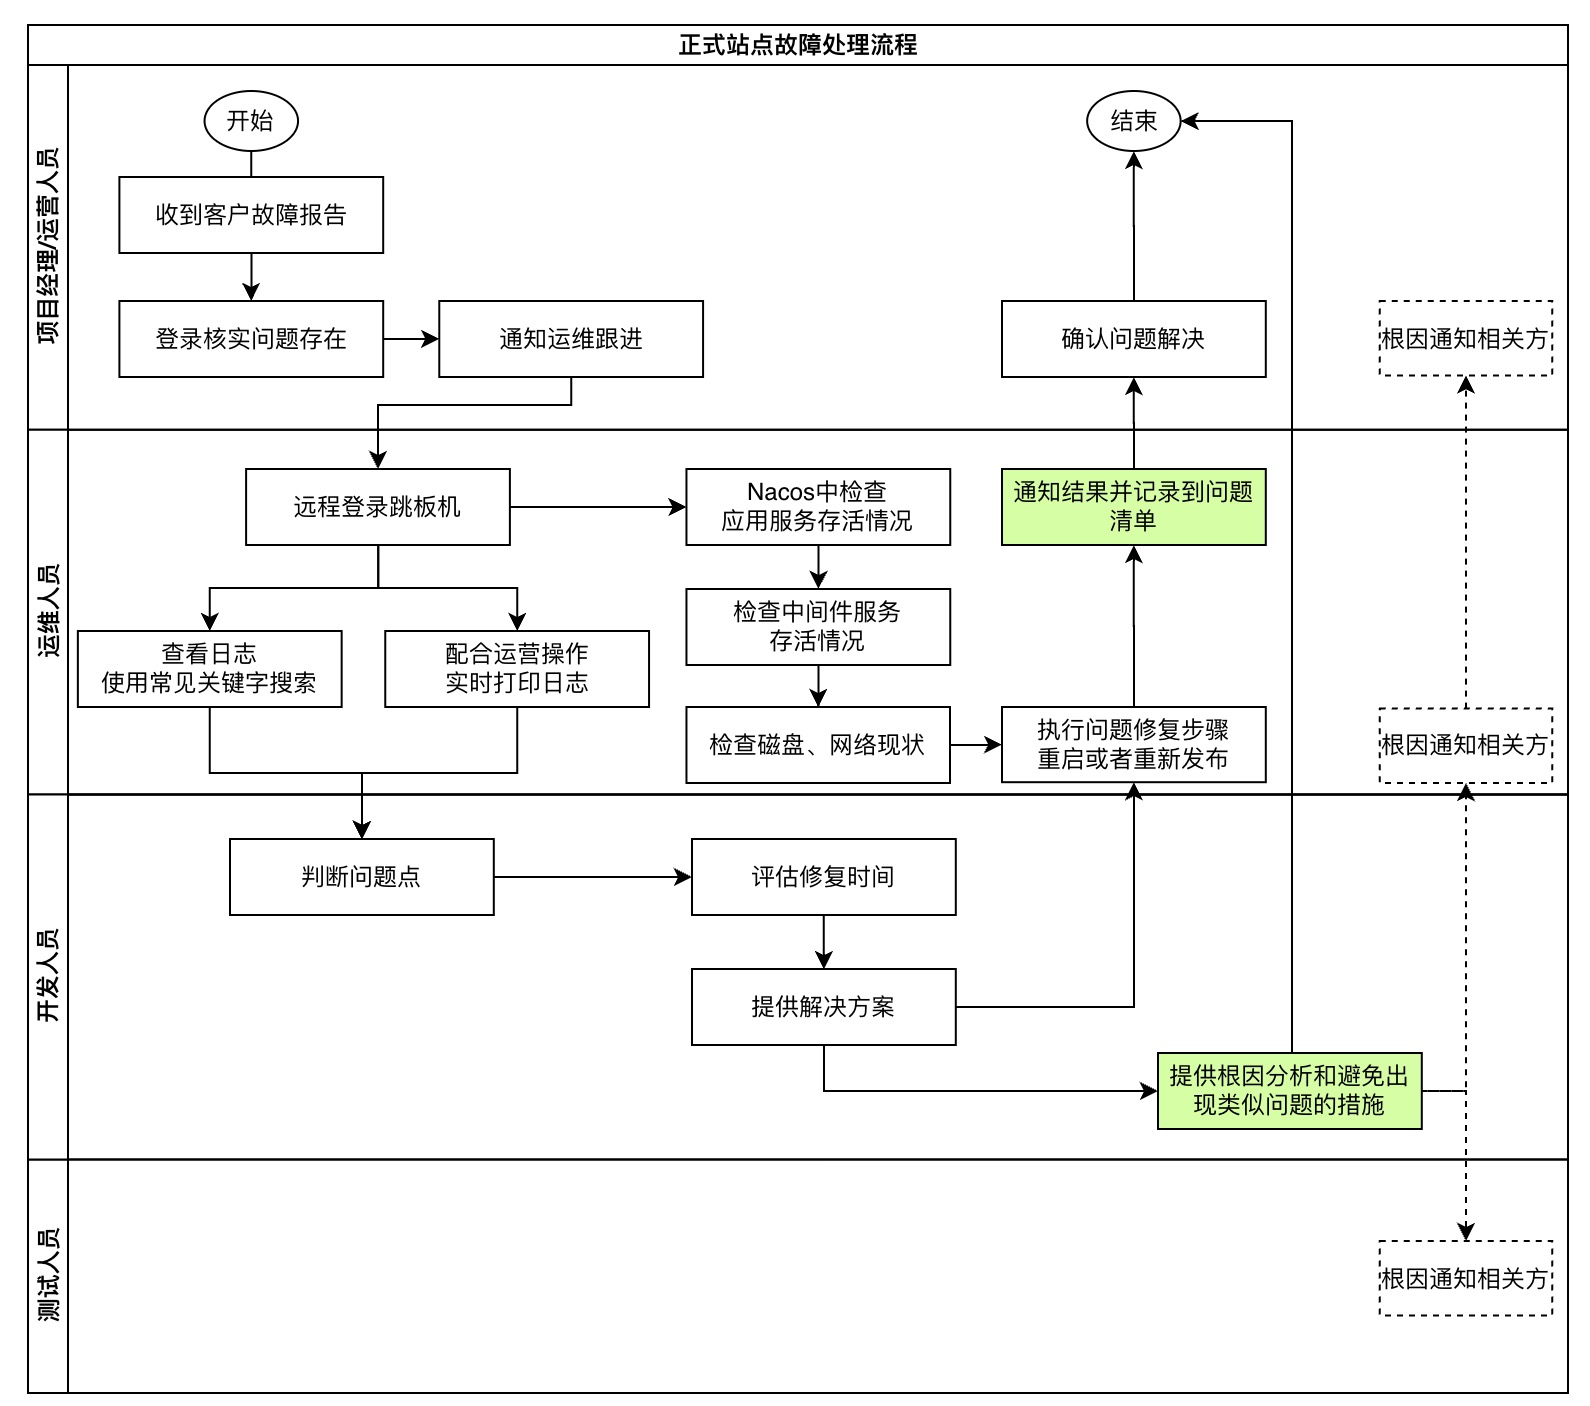 正式站点故障处理流程
项目经理/运营人员
开始
结束
收到客户故障报告
登录核实问题存在
通知运维跟进
确认问题解决
根因通知相关方
运维人员
远程登录跳板机
Nacos中检查
应用服务存活情况
通知结果并记录到问题
清单
检查中间件服务
存活情况
查看日志
使用常见关键字搜索
配合运营操作
实时打印日志
检查磁盘、网络现状
执行问题修复步骤
重启或者重新发布
根因通知相关方
开发人员
判断问题点
评估修复时间
提供解决方案
提供根因分析和避免出
现类似问题的措施
测试人员
根因通知相关方